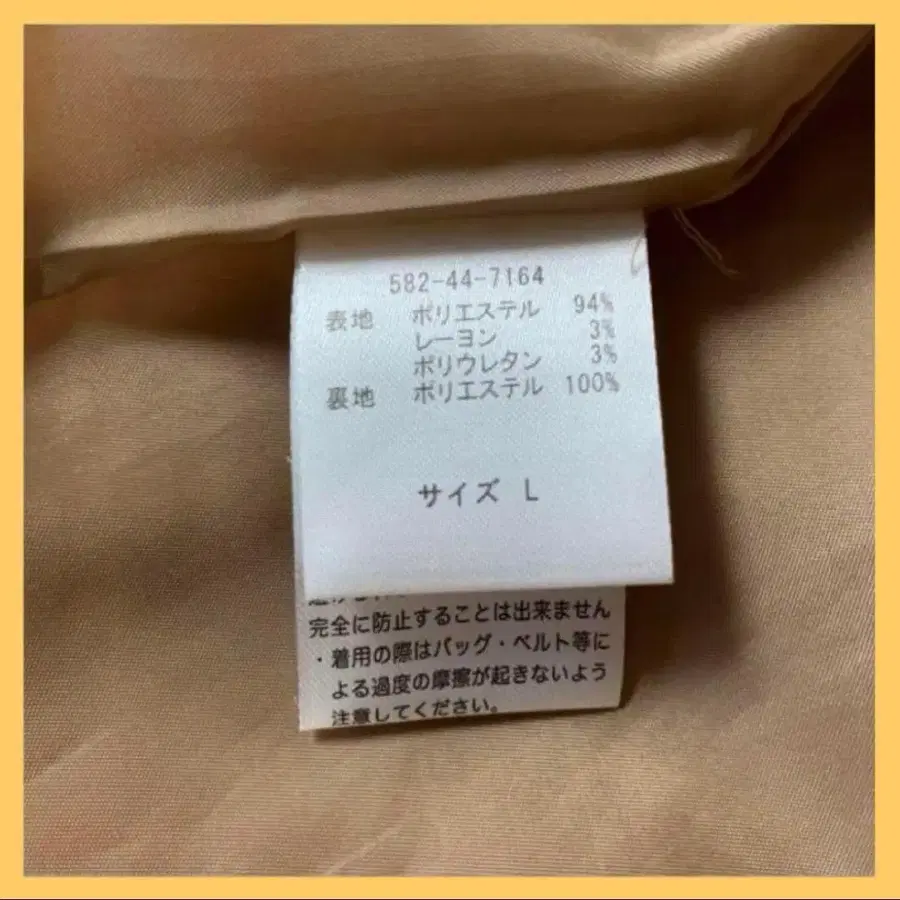 582-44-7164
表地 ポリエステル 94%
レーヨン 3%
ポリウレタン 3%
裏地 ポリエステル 100%
サイズ L
完全に防止することは出来ません
・着用の際はバッグ・ベルト等に
よる過度の摩擦が起きないよう
注意してください。